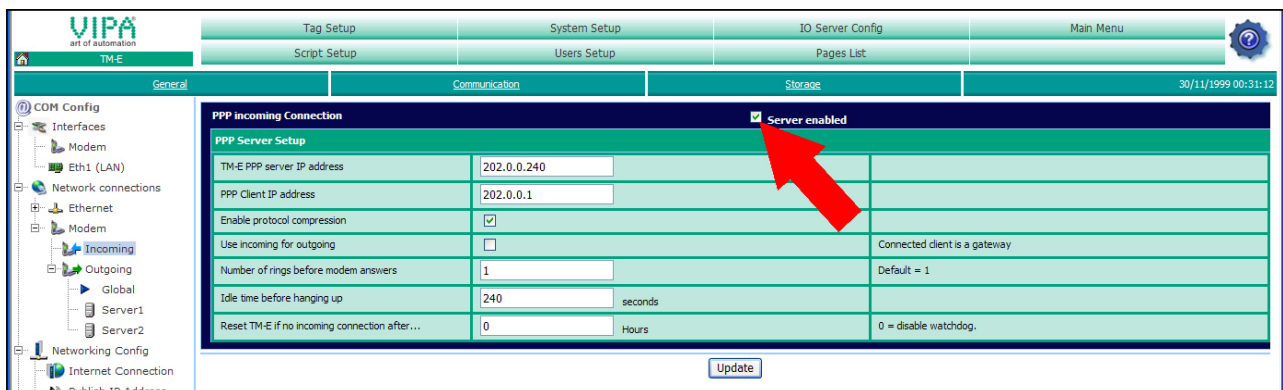 VIPA
art of automation
TM-E
Tag Setup
System Setup
IO Server Config
Main Menu
Script Setup
Users Setup
Pages List
General
Communication
Storage
30/11/1999 00:31:12
COM Config
Interfaces
Modem
Eth1 (LAN)
Network connections
Ethernet
Modem
Incoming
Outgoing
Global
Server1
Server2
Networking Config
Internet Connection
Publish IP Address
PPP incoming Connection
Server enabled
PPP Server Setup
TM-E PPP server IP address
202.0.0.240
PPP Client IP address
202.0.0.1
Enable protocol compression
Use incoming for outgoing
Connected client is a gateway
Number of rings before modem answers
1
Default = 1
Idle time before hanging up
240
seconds
Reset TM-E if no incoming connection after...
0
Hours
0 = disable watchdog.
Update